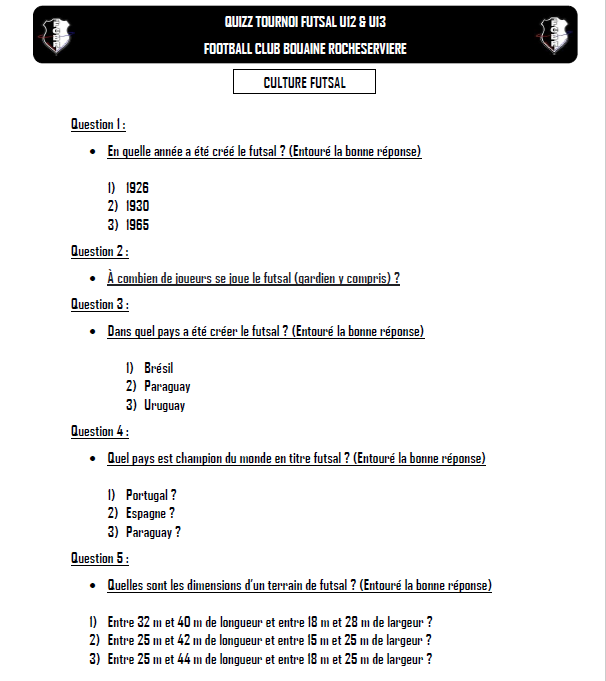 QUIZZ TOURNOI FUTSAL U12 & U13
FOOTBALL CLUB BOUAINE ROCHESERVIERE
CULTURE FUTSAL
Question 1 :
• En quelle année a été créé le futsal ? (Entouré la bonne réponse)
1) 1926
2) 1930
3) 1965
Question 2 :
• À combien de joueurs se joue le futsal (gardien y compris) ?
Question 3 :
• Dans quel pays a été créer le futsal ? (Entouré la bonne réponse)
1) Brésil
2) Paraguay
3) Uruguay
Question 4 :
• Quel pays est champion du monde en titre futsal ? (Entouré la bonne réponse)
1) Portugal ?
2) Espagne ?
3) Paraguay ?
Question 5 :
• Quelles sont les dimensions d'un terrain de futsal ? (Entouré la bonne réponse)
1) Entre 32 m et 40 m de longueur et entre 18 m et 28 m de largeur ?
2) Entre 25 m et 42 m de longueur et entre 15 m et 25 m de largeur ?
3) Entre 25 m et 44 m de longueur et entre 18 m et 25 m de largeur ?